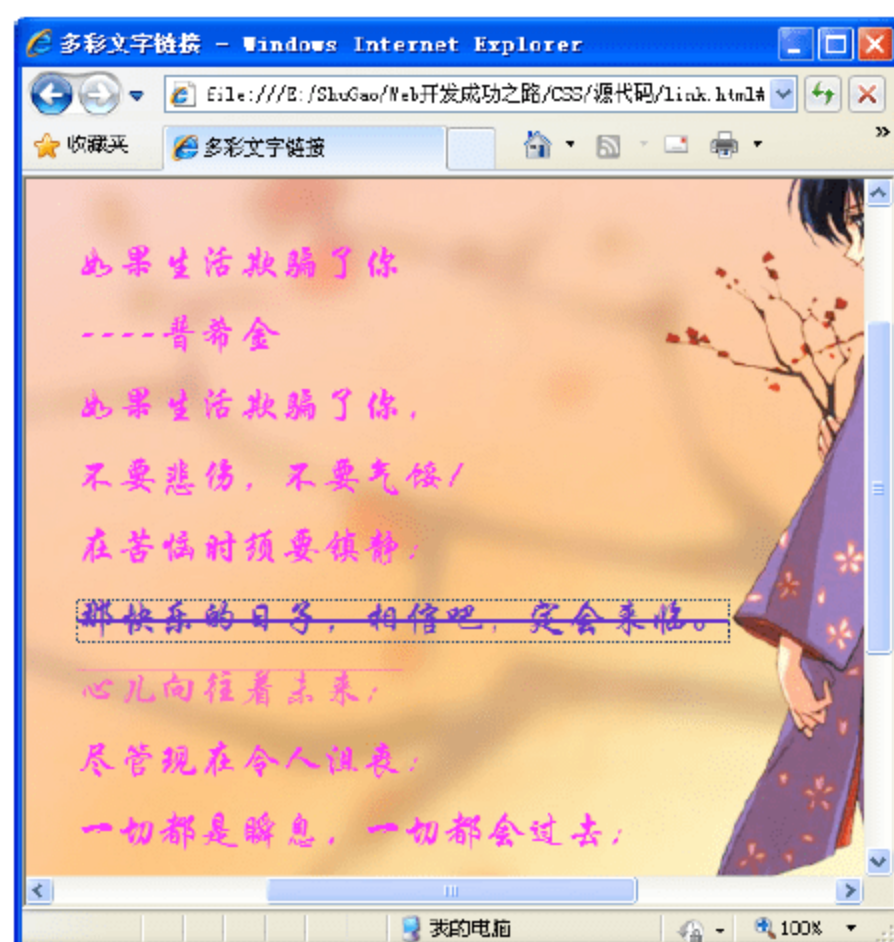 多彩文字链接 - Windows Internet Explorer
file:///E:/ShuGao/Web开发成功之路/CSS/源代码/link.html#
收藏夹
多彩文字链接
»
如果生活欺骗了你
----普希金
如果生活欺骗了你,
不要悲伤, 不要气馁!
在苦恼时须要镇静;
那快乐的日子, 相信吧, 定会来临。
心儿向往着未来;
尽管现在令人沮丧;
一切都是瞬息, 一切都会过去;
我的电脑
100%